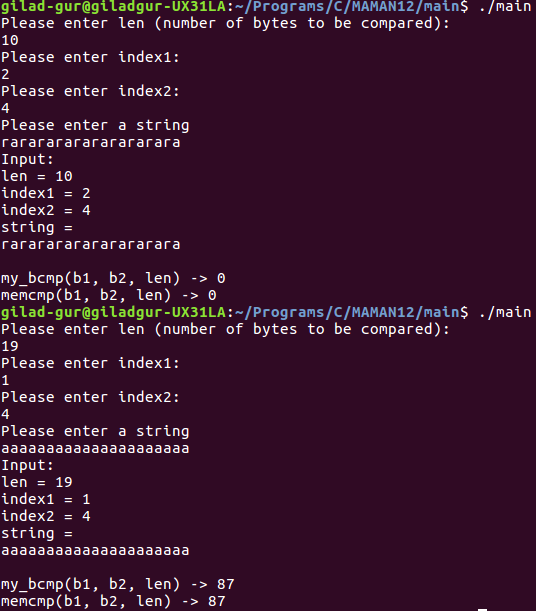 gilad-gur@giladgur-UX31LA:~/Programs/C/MAMAN12/main$ ./main
Please enter len (number of bytes to be compared):
10
Please enter index1:
2
Please enter index2:
4
Please enter a string
rararararararararara
Input:
len = 10
index1 = 2
index2 = 4
string =
rararararararararara
my_bcmp(b1, b2, len) -> 0
memcmp(b1, b2, len) -> 0
gilad-gur@giladgur-UX31LA:~/Programs/C/MAMAN12/main$ ./main
Please enter len (number of bytes to be compared):
19
Please enter index1:
1
Please enter index2:
4
Please enter a string
aaaaaaaaaaaaaaaaaaaaa
Input:
len = 19
index1 = 1
index2 = 4
string =
aaaaaaaaaaaaaaaaaaaaa
my_bcmp(b1, b2, len) -> 87
memcmp(b1, b2, len) -> 87